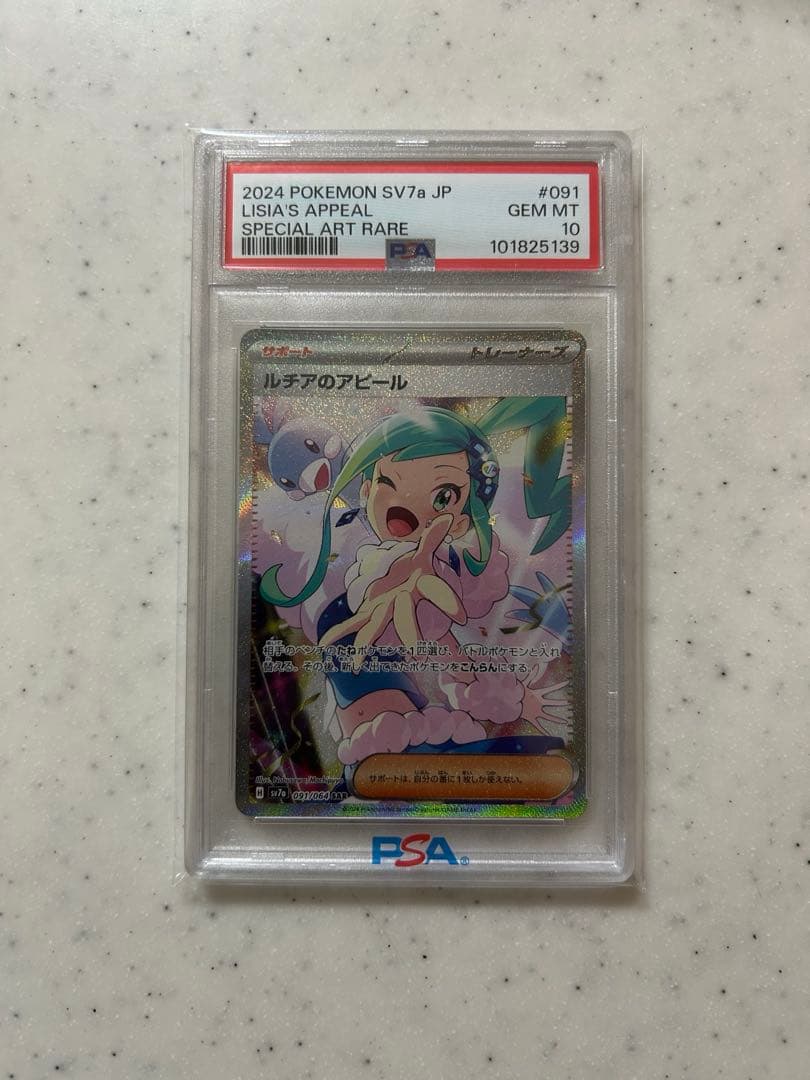 2024 POKEMON SV7a JP #091
LISIA'S APPEAL GEM MT
SPECIAL ART RARE 10
PSA 101825139
サポート トレーナーズ
ルチアのアピール
相手のベンチのたねポケモンを1匹選び、バトルポケモンと入れ
替える。その後、新しく出てきたポケモンをこんらんにする。
サポートは、自分の番に1枚しか使えない。
Illus.
H SV7a 091/064 SAR
PSA